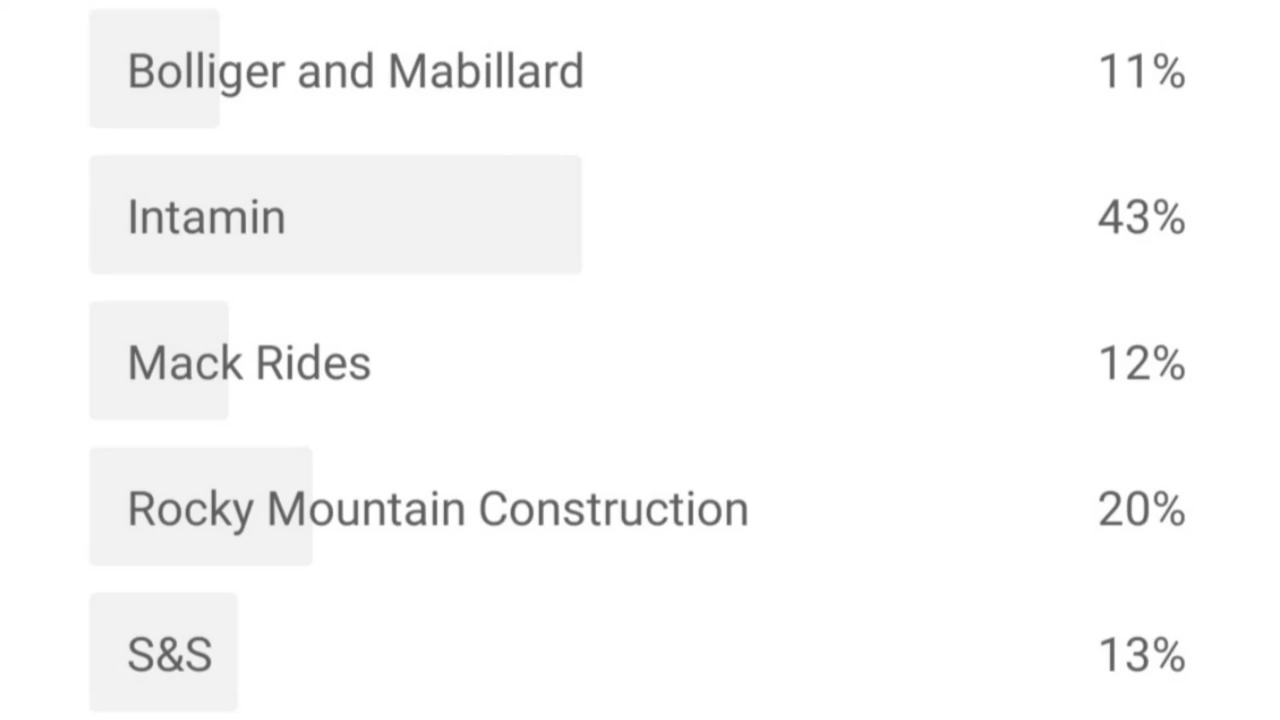 Bolliger and Mabillard 11%
Intamin 43%
Mack Rides 12%
Rocky Mountain Construction 20%
S&S 13%